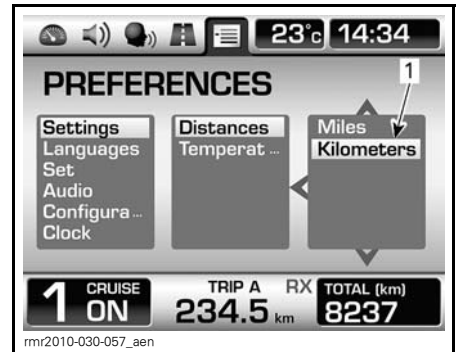 23°c 14:34
PREFERENCES
1
Settings
Languages
Set
Audio
Configura ...
Clock
Distances
Temperat ...
Miles
Kilometers
1 CRUISE ON
TRIP A
234.5 km
RX
TOTAL (km)
8237
rmr2010-030-057_aen